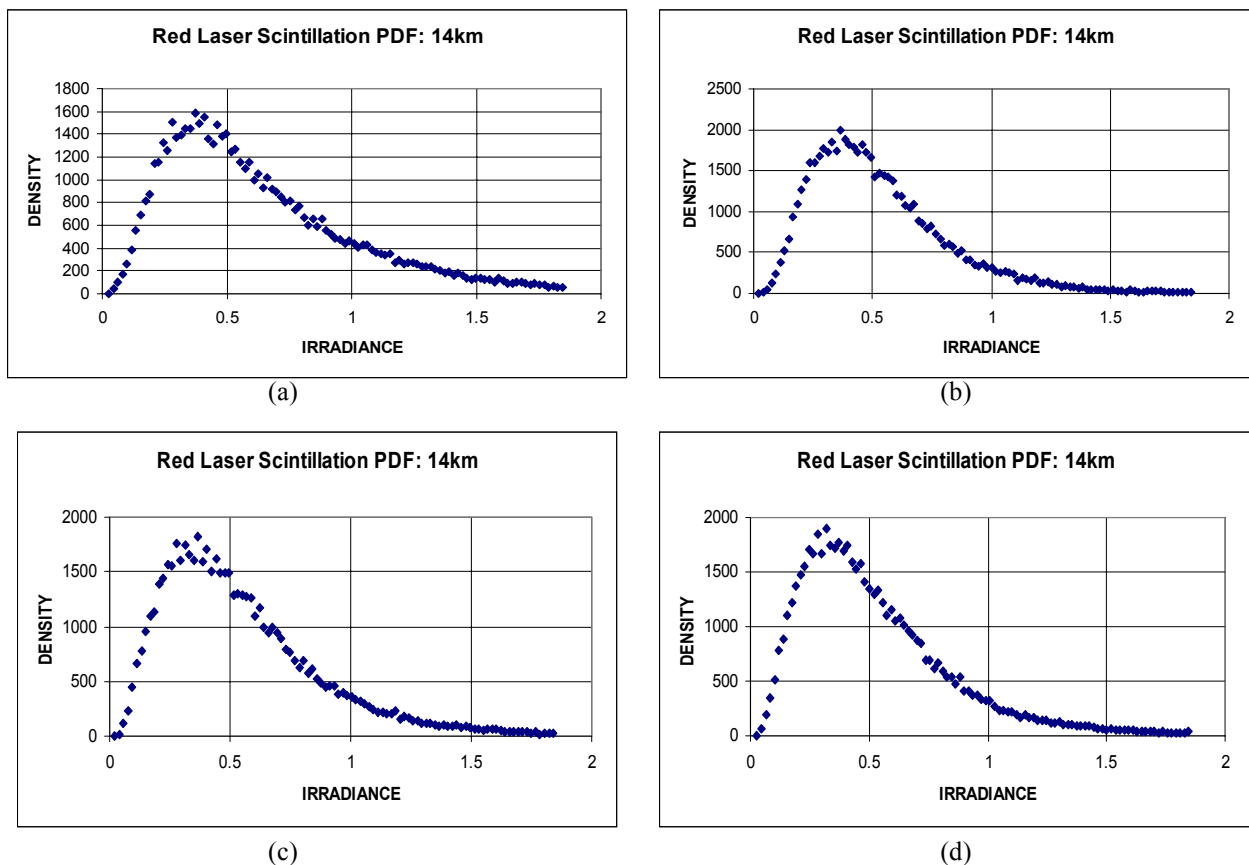 Red Laser Scintillation PDF: 14km
DENSITY
1800
1600
1400
1200
1000
800
600
400
200
0
0 0.5 1 1.5 2
IRRADIANCE
(a)
Red Laser Scintillation PDF: 14km
DENSITY
2500
2000
1500
1000
500
0
0 0.5 1 1.5 2
IRRADIANCE
(b)
Red Laser Scintillation PDF: 14km
DENSITY
2000
1500
1000
500
0
0 0.5 1 1.5 2
IRRADIANCE
(c)
Red Laser Scintillation PDF: 14km
DENSITY
2000
1500
1000
500
0
0 0.5 1 1.5 2
IRRADIANCE
(d)